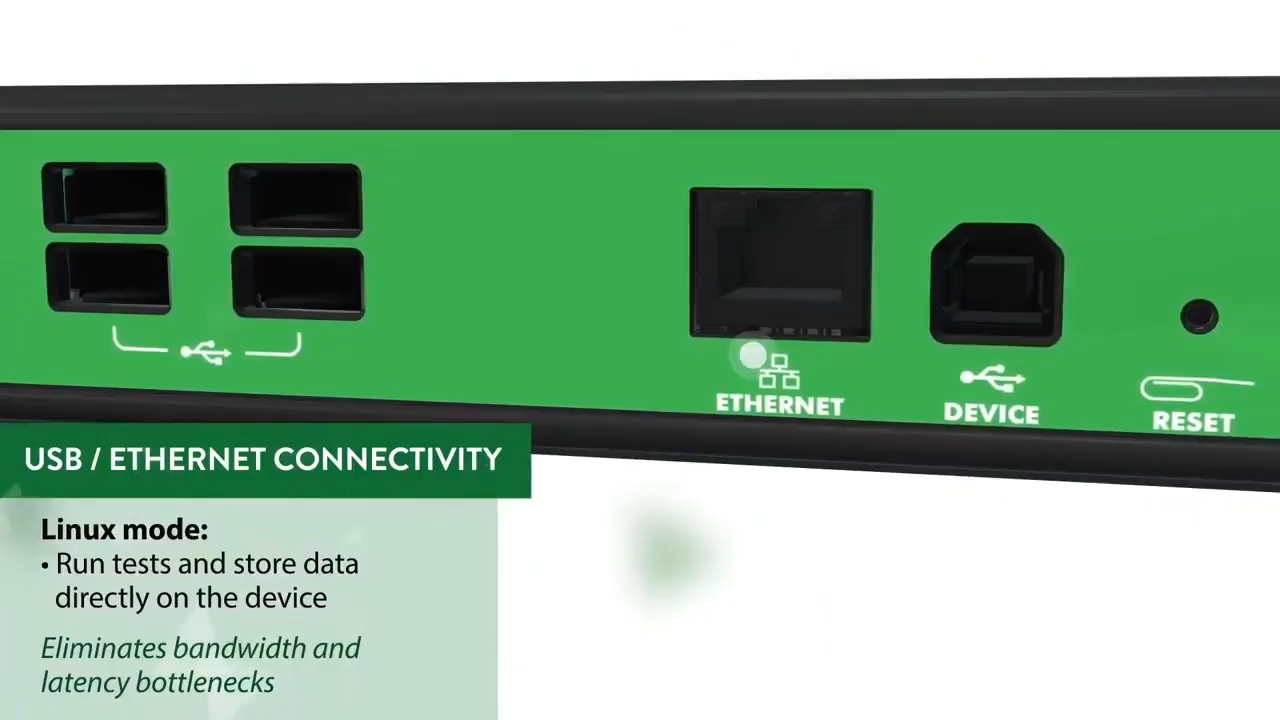 ETHERNET
DEVICE
RESET
USB / ETHERNET CONNECTIVITY
Linux mode:
• Run tests and store data
directly on the device
Eliminates bandwidth and
latency bottlenecks